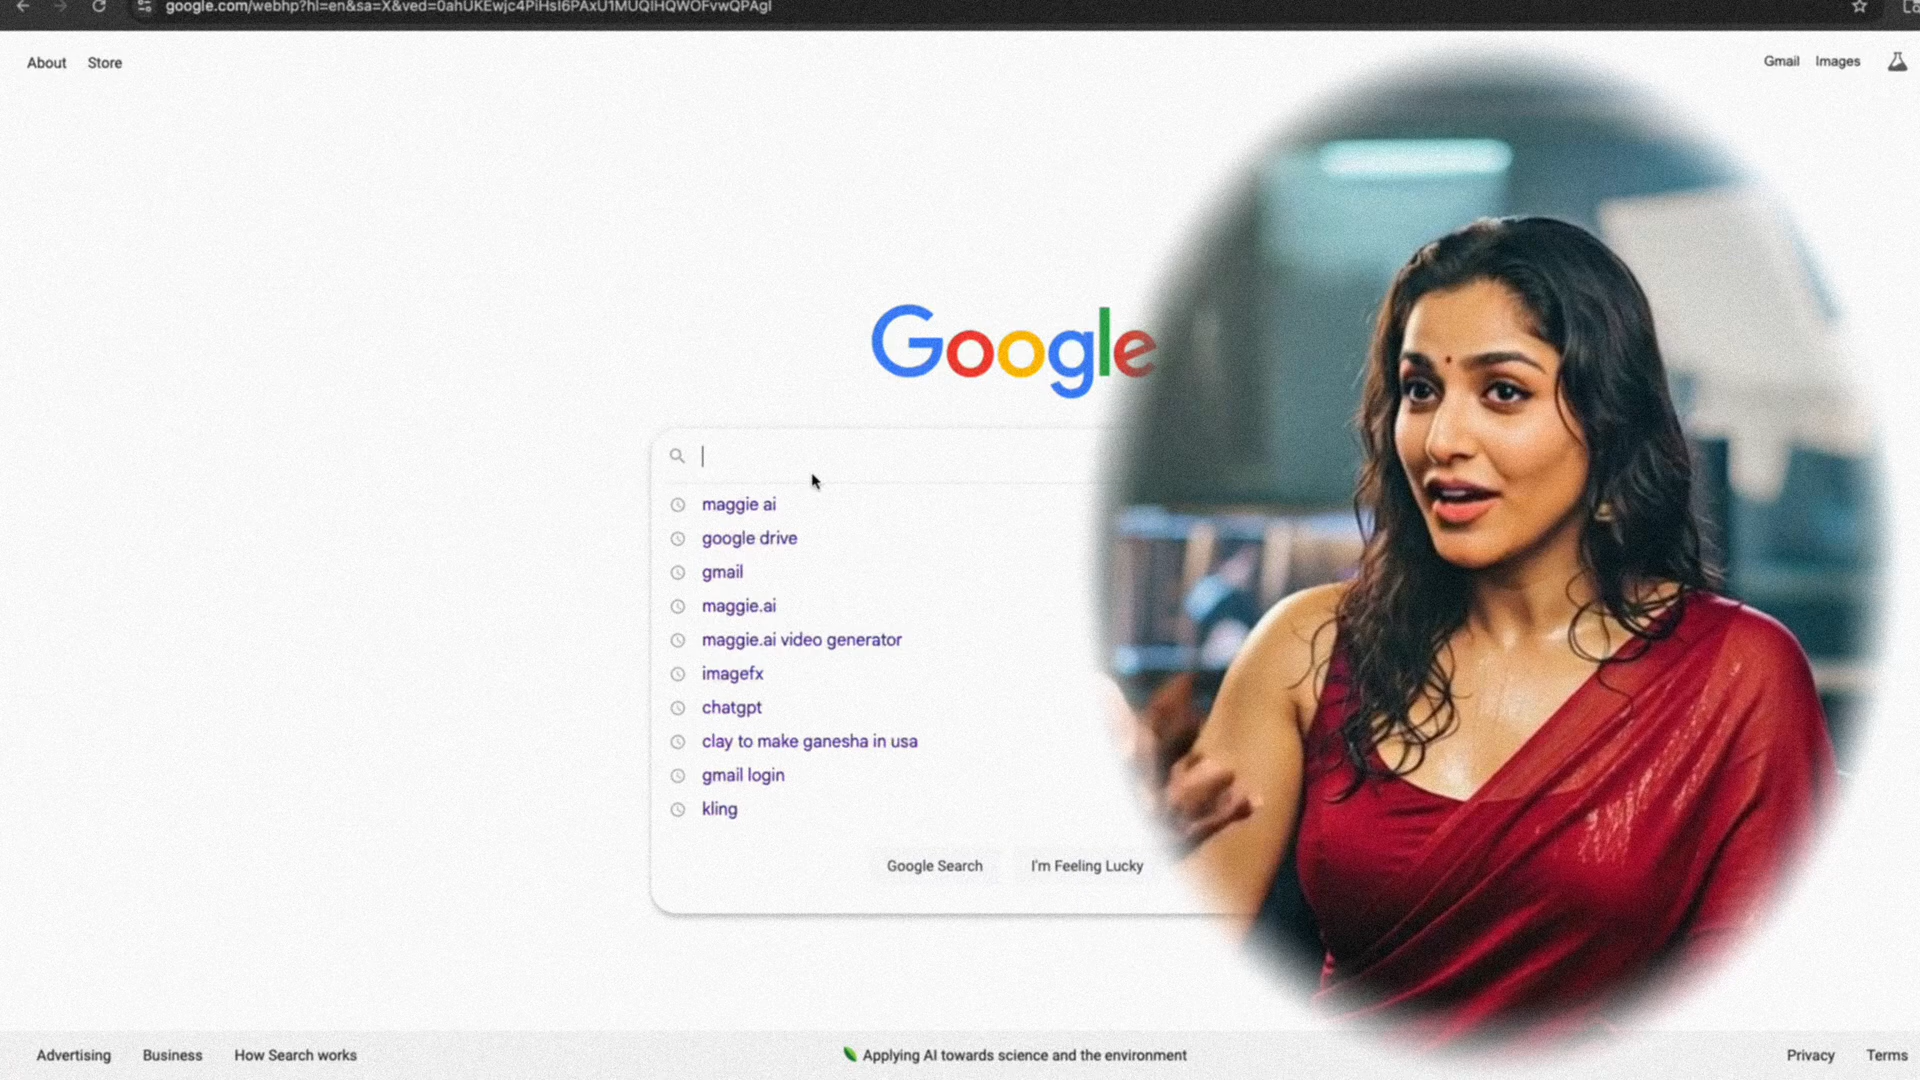 google.com/webhp?hl=en&sa=X&ved=0ahUKEwjc4PiHsI6PAxU1MUQIHQWOFvwQPAgI
About Store
Gmail Images
Google
maggie ai
google drive
gmail
maggie.ai
maggie.ai video generator
imagefx
chatgpt
clay to make ganesha in usa
gmail login
kling
Google Search I'm Feeling Lucky
Advertising Business How Search works Applying AI towards science and the environment Privacy Terms